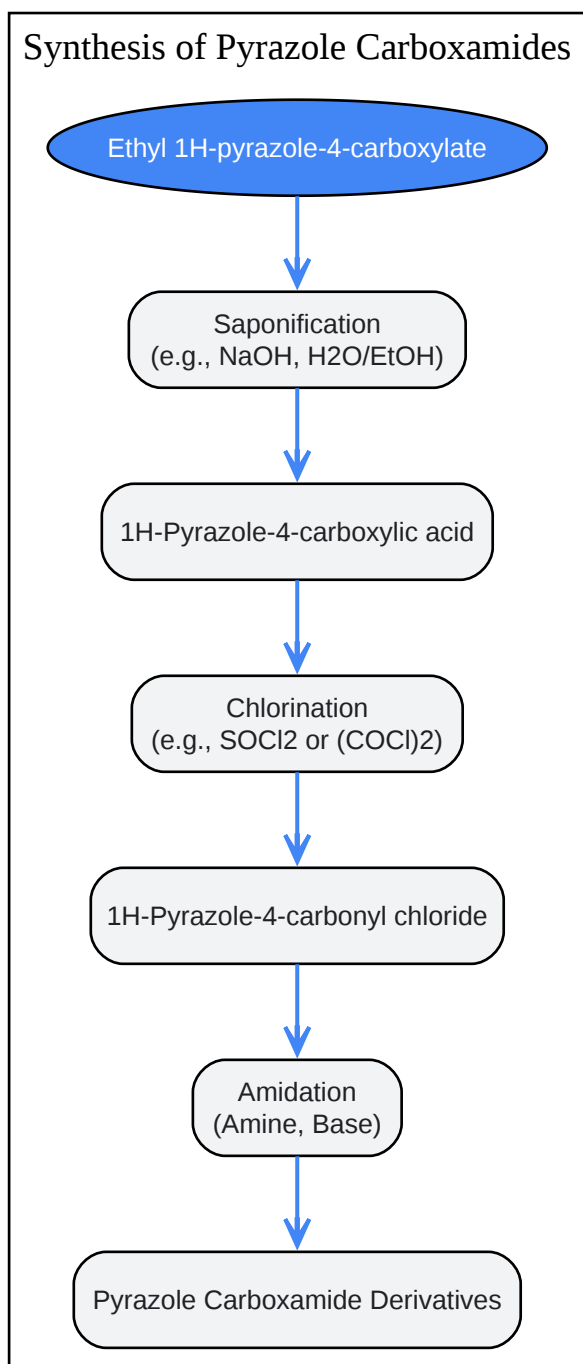 Synthesis of Pyrazole Carboxamides
Ethyl 1H-pyrazole-4-carboxylate
Saponification
(e.g., NaOH, H2O/EtOH)
1H-Pyrazole-4-carboxylic acid
Chlorination
(e.g., SOCl2 or (COCl)2)
1H-Pyrazole-4-carbonyl chloride
Amidation
(Amine, Base)
Pyrazole Carboxamide Derivatives